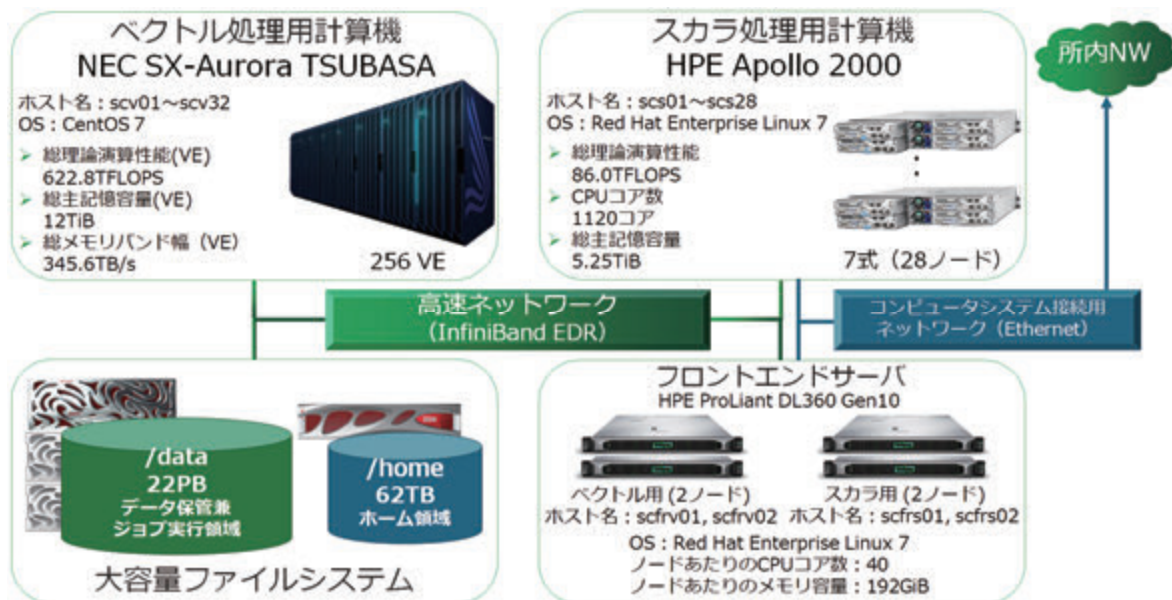 ベクトル処理用計算機
NEC SX-Aurora TSUBASA
ホスト名：scv01～scv32
OS：CentOS 7
総理論演算性能(VE)
622.8TFLOPS
総主記憶容量(VE)
12TiB
総メモリバンド幅（VE）
345.6TB/s
256 VE
スカラ処理用計算機
HPE Apollo 2000
ホスト名：scs01～scs28
OS：Red Hat Enterprise Linux 7
総理論演算性能
86.0TFLOPS
CPUコア数
1120コア
総主記憶容量
5.25TiB
7式（28ノード）
所内NW
高速ネットワーク
（InfiniBand EDR）
コンピュータシステム接続用
ネットワーク（Ethernet）
/data
22PB
データ保管兼
ジョブ実行領域
/home
62TB
ホーム領域
大容量ファイルシステム
フロントエンドサーバ
HPE ProLiant DL360 Gen10
ベクトル用 (2ノード)
ホスト名：scfrv01, scfrv02
スカラ用 (2ノード)
ホスト名：scfrs01, scfrs02
OS：Red Hat Enterprise Linux 7
ノードあたりのCPUコア数：40
ノードあたりのメモリ容量：192GiB